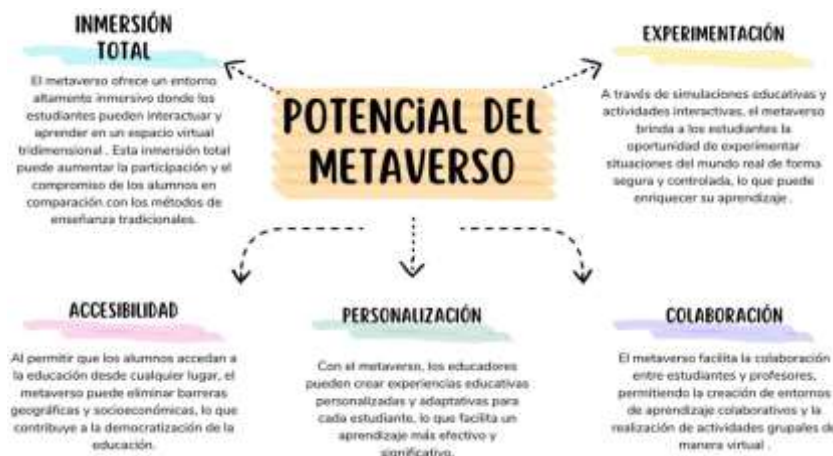 INMERSIÓN
TOTAL
El metaverso ofrece un entorno
altamente inmersivo donde los
estudiantes pueden interactuar y
aprender en un espacio virtual
tridimensional . Esta inmersión total
puede aumentar la participación y el
compromiso de los alumnos en
comparación con los métodos de
enseñanza tradicionales.
POTENCIAL DEL
METAVERSO
EXPERIMENTACIÓN
A través de simulaciones educativas y
actividades interactivas, el metaverso
brinda a los estudiantes la
oportunidad de experimentar
situaciones del mundo real de forma
segura y controlada, lo que puede
enriquecer su aprendizaje .
ACCESIBILIDAD
Al permitir que los alumnos accedan a
la educación desde cualquier lugar, el
metaverso puede eliminar barreras
geográficas y socioeconómicas, lo que
contribuye a la democratización de la
educación.
PERSONALIZACIÓN
Con el metaverso, los educadores
pueden crear experiencias educativas
personalizadas y adaptativas para
cada estudiante, lo que facilita un
aprendizaje más efectivo y
significativo.
COLABORACIÓN
El metaverso facilita la colaboración
entre estudiantes y profesores,
permitiendo la creación de entornos
de aprendizaje colaborativos y la
realización de actividades grupales de
manera virtual .